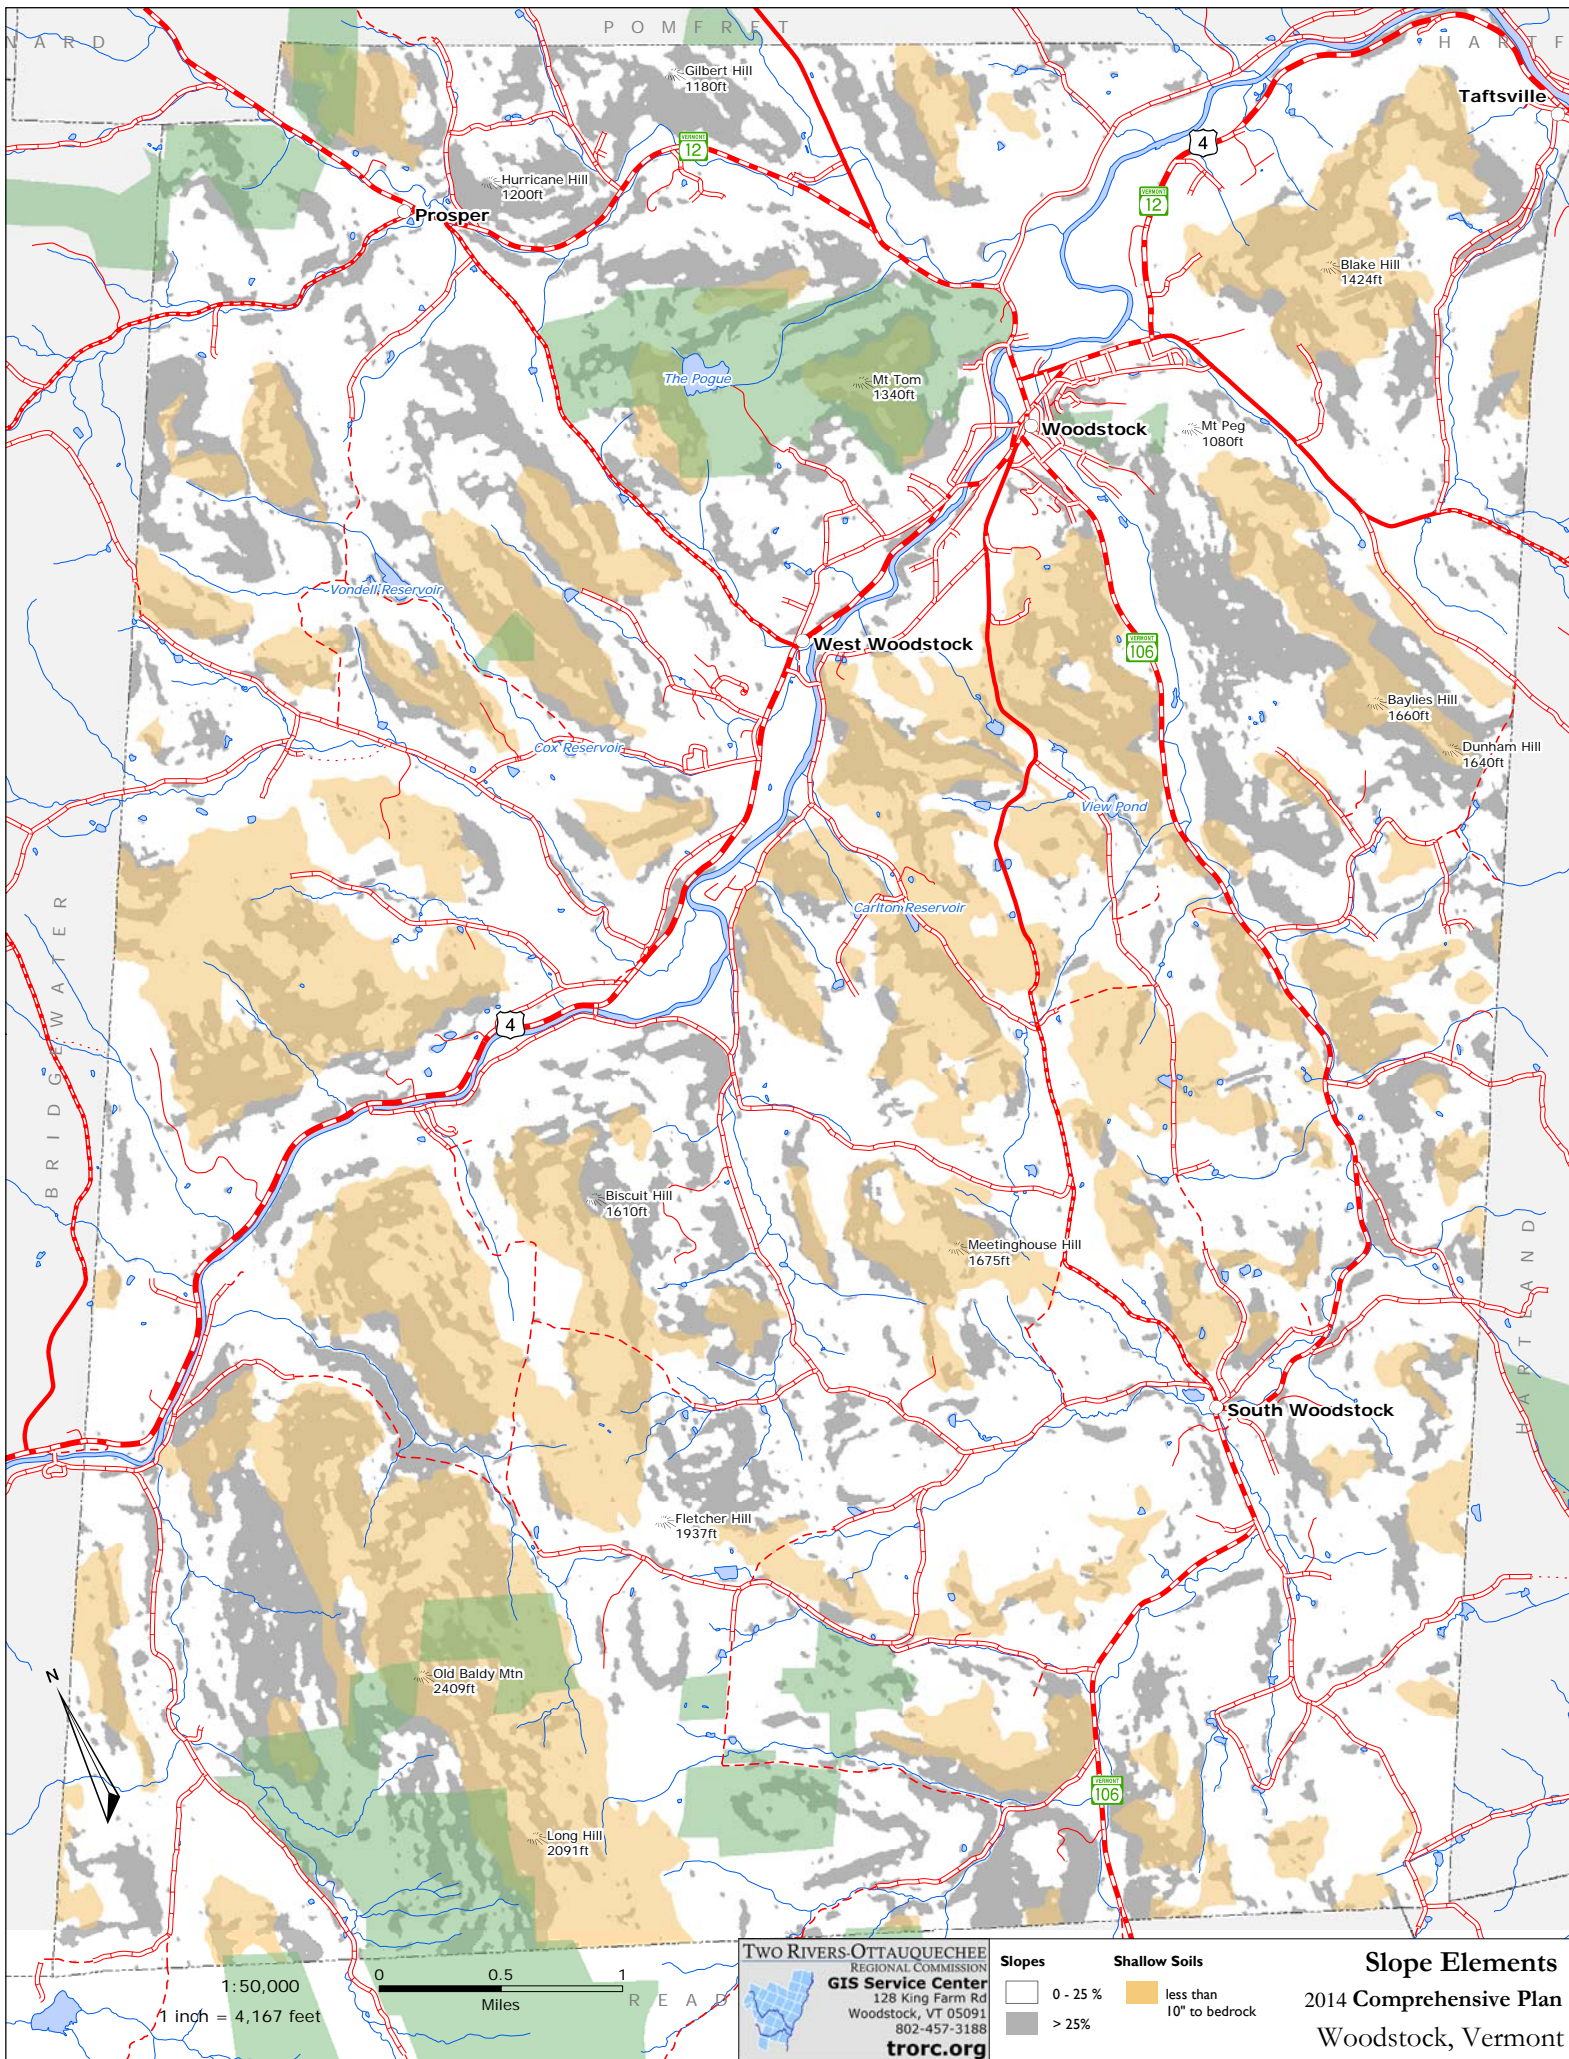 NARD
POMFRET
HARTF
Gilbert Hill
1180ft
Taftsville
VERMONT
12
4
Hurricane Hill
1200ft
VERMONT
12
Prosper
Blake Hill
1424ft
The Pogue
Mt Tom
1340ft
Woodstock
Mt Peg
1080ft
Vondell Reservoir
West Woodstock
VERMONT
106
Baylies Hill
1660ft
Cox Reservoir
Dunham Hill
1640ft
View Pond
Carlton Reservoir
BRIDGEWATER
4
Biscuit Hill
1610ft
Meetinghouse Hill
1675ft
HARTLAND
South Woodstock
Fletcher Hill
1937ft
N
Old Baldy Mtn
2409ft
VERMONT
106
Long Hill
2091ft
READ
1:50,000
1 inch = 4,167 feet
0 0.5 1
Miles
TWO RIVERS-OTTAUQUECHEE
REGIONAL COMMISSION
GIS Service Center
128 King Farm Rd
Woodstock, VT 05091
802-457-3188
trorc.org
Slopes
0 - 25 %
> 25%
Shallow Soils
less than
10" to bedrock
Slope Elements
2014 Comprehensive Plan
Woodstock, Vermont